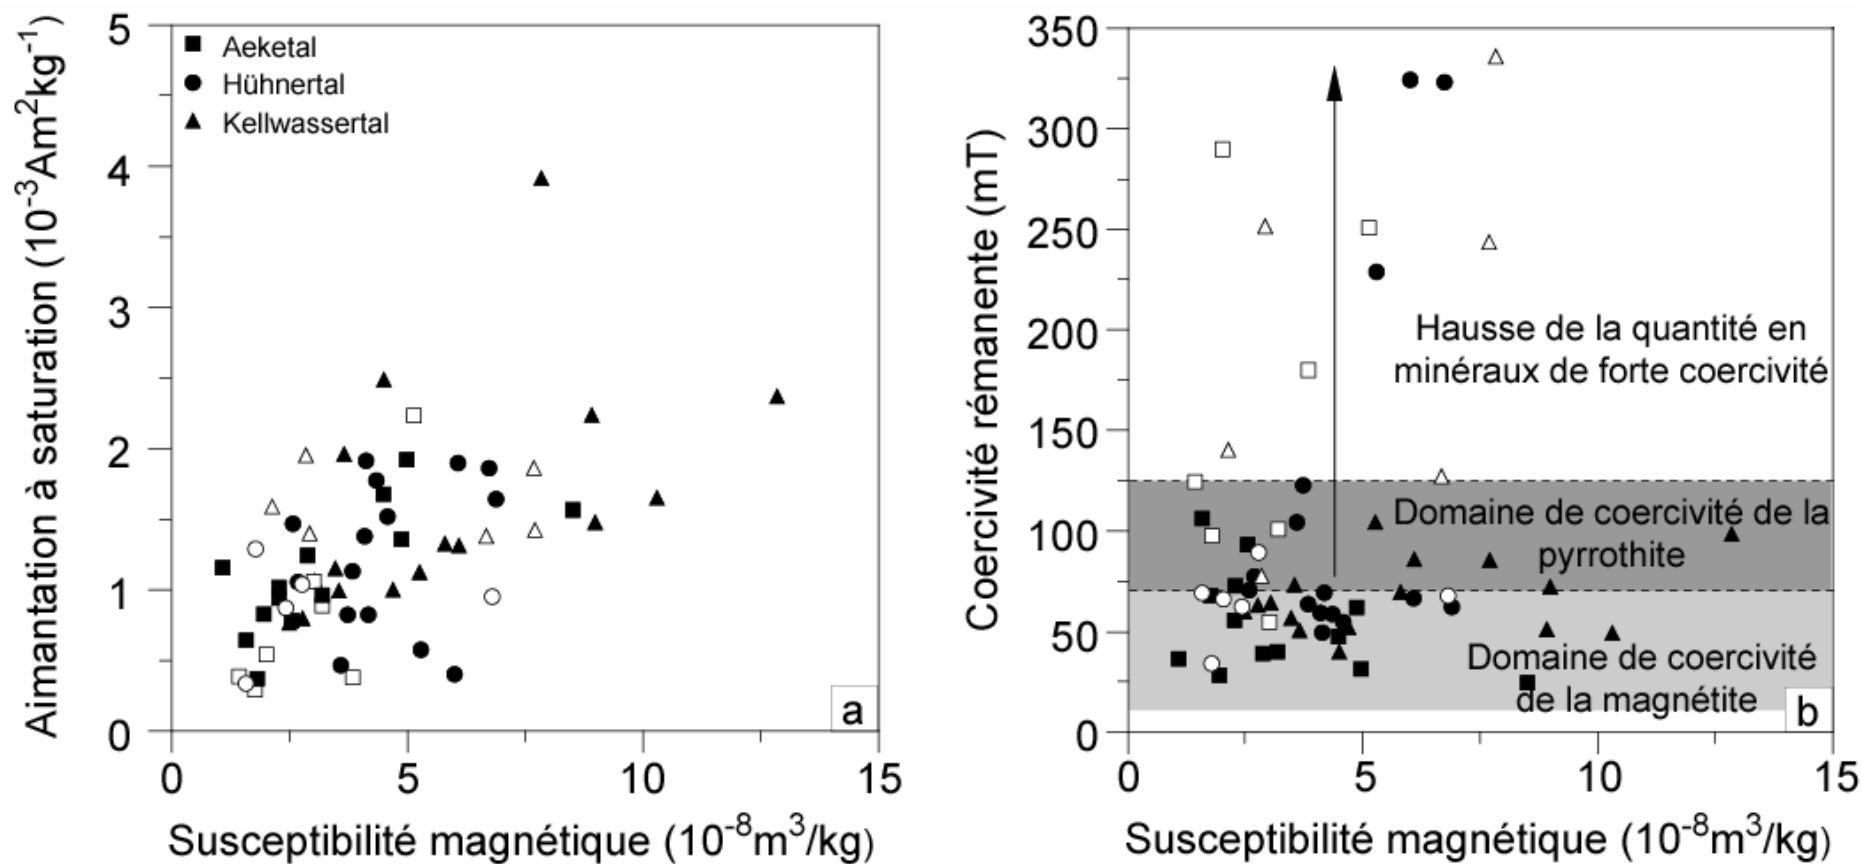 Aimantation à saturation (10⁻³Am²kg⁻¹)
5
4
3
2
1
0
Aeketal
Hühnertal
Kellwassertal
a
0 5 10 15
Susceptibilité magnétique (10⁻⁸m³/kg)
Coercivité rémanente (mT)
350
300
250
200
150
100
50
0
Hausse de la quantité en
minéraux de forte coercivité
Domaine de coercivité de la
pyrrothite
Domaine de coercivité
de la magnétite
b
0 5 10 15
Susceptibilité magnétique (10⁻⁸m³/kg)